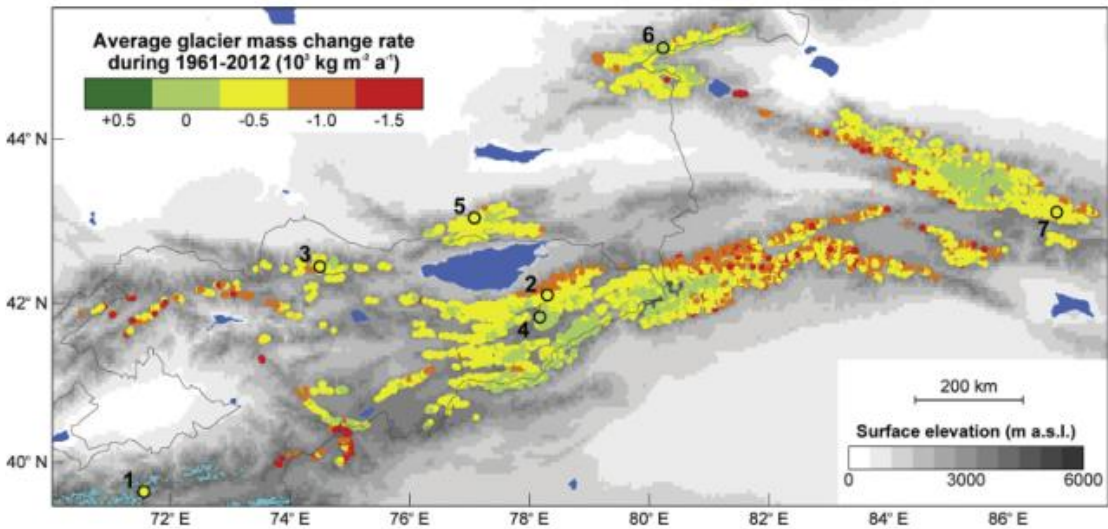 Average glacier mass change rate
during 1961-2012 (10³ kg m⁻² a⁻¹)
+0.5 0 -0.5 -1.0 -1.5
6
44° N
5
7
3
2
42° N
4
200 km
Surface elevation (m a.s.l.)
40° N
0 3000 6000
1
72° E 74° E 76° E 78° E 80° E 82° E 84° E 86° E